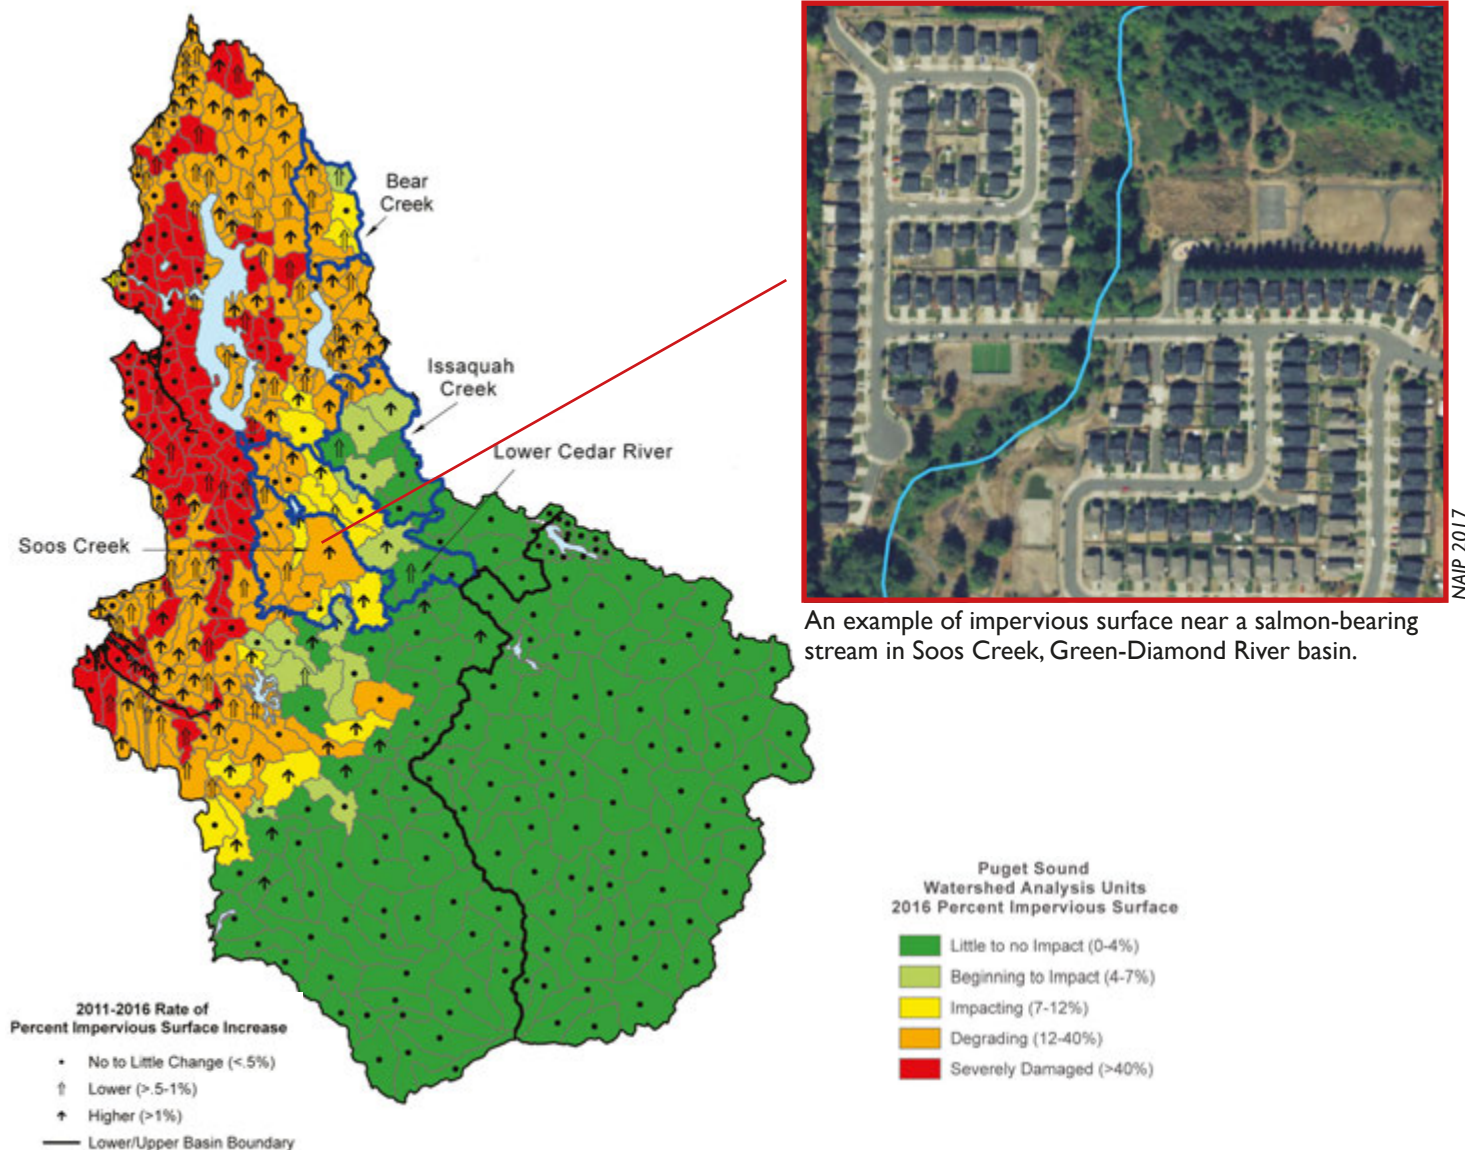 Bear
Creek
Issaquah
Creek
Lower Cedar River
Soos Creek
NAIP 2017
An example of impervious surface near a salmon-bearing
stream in Soos Creek, Green-Diamond River basin.
Puget Sound
Watershed Analysis Units
2016 Percent Impervious Surface
Little to no Impact (0-4%)
Beginning to Impact (4-7%)
Impacting (7-12%)
Degrading (12-40%)
Severely Damaged (>40%)
2011-2016 Rate of
Percent Impervious Surface Increase
No to Little Change (<.5%)
Lower (>.5-1%)
Higher (>1%)
Lower/Upper Basin Boundary